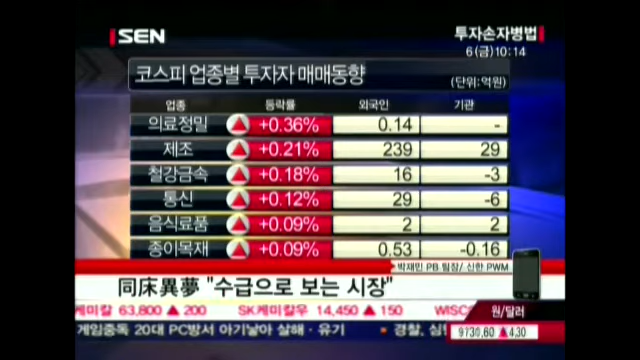 SEN
투자손자병법
6(금)10:14
코스피 업종별 투자자 매매동향
(단위:억원)
업종 등락률 외국인 기관
의료정밀 +0.36% 0.14 -
제조 +0.21% 239 29
철강금속 +0.18% 16 -3
통신 +0.12% 29 -6
음식료품 +0.09% 2 2
종이목재 +0.09% 0.53 -0.16
박재민 PB 팀장/ 신한 PWM
同床異夢 "수급으로 보는 시장"
케미칼 63,800 ▲ 200 SK케미칼우 14,450 ▲ 150 WISCO
원/달러
게임중독 20대 PC방서 아기낳아 살해·유기 ▪ 경찰,
▲4.30